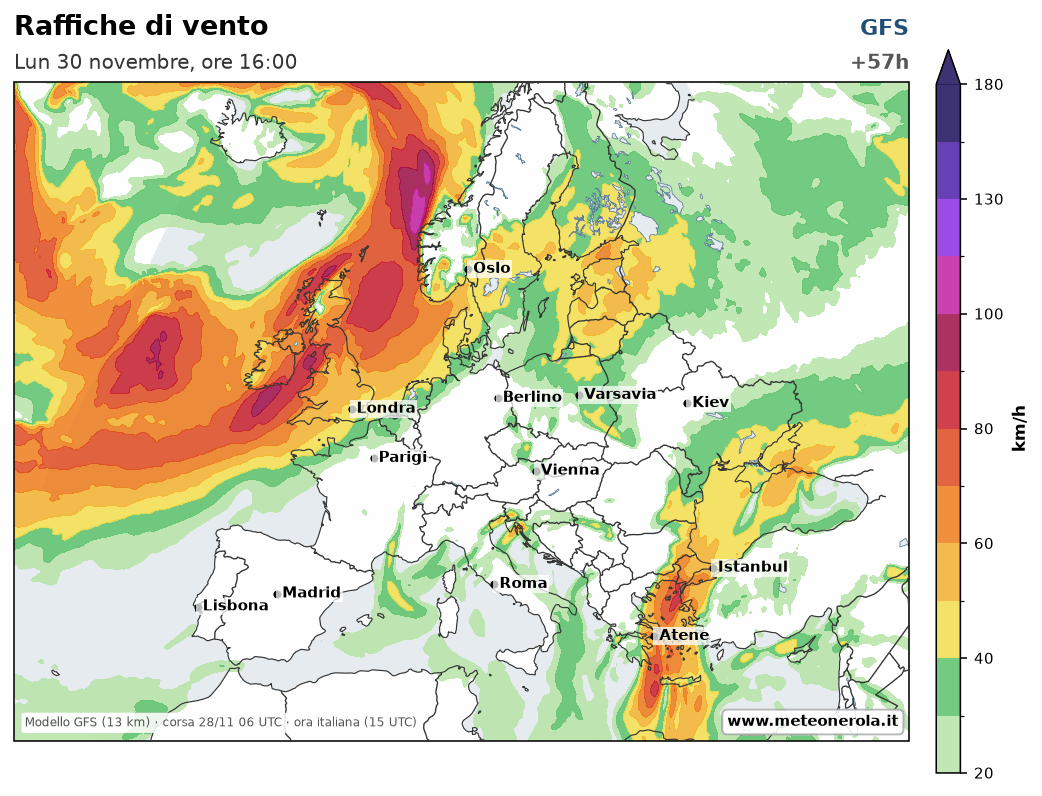 Raffiche di vento
GFS
Lun 30 novembre, ore 16:00
+57h
180
130
100
80
60
40
20
km/h
Oslo
Londra
Berlino
Varsavia
Kiev
Parigi
Vienna
Istanbul
Roma
Madrid
Lisbona
Atene
Modello GFS (13 km) · corsa 28/11 06 UTC · ora italiana (15 UTC)
www.meteonerola.it